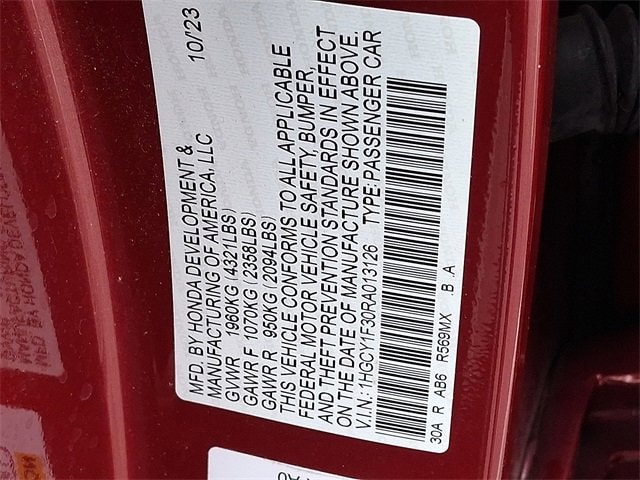 MFD. BY HONDA DEVELOPMENT & 10/'23
MANUFACTURING OF AMERICA, LLC
GVWR 1960KG (4321LBS)
GAWR F 1070KG (2358LBS)
GAWR R 950KG (2094LBS)
THIS VEHICLE CONFORMS TO ALL APPLICABLE
FEDERAL MOTOR VEHICLE SAFETY, BUMPER,
AND THEFT PREVENTION STANDARDS IN EFFECT
ON THE DATE OF MANUFACTURE SHOWN ABOVE.
V.I.N: 1HGCY1F30RA013126 TYPE:PASSENGER CAR
30A R AB6 R569MX .B .A